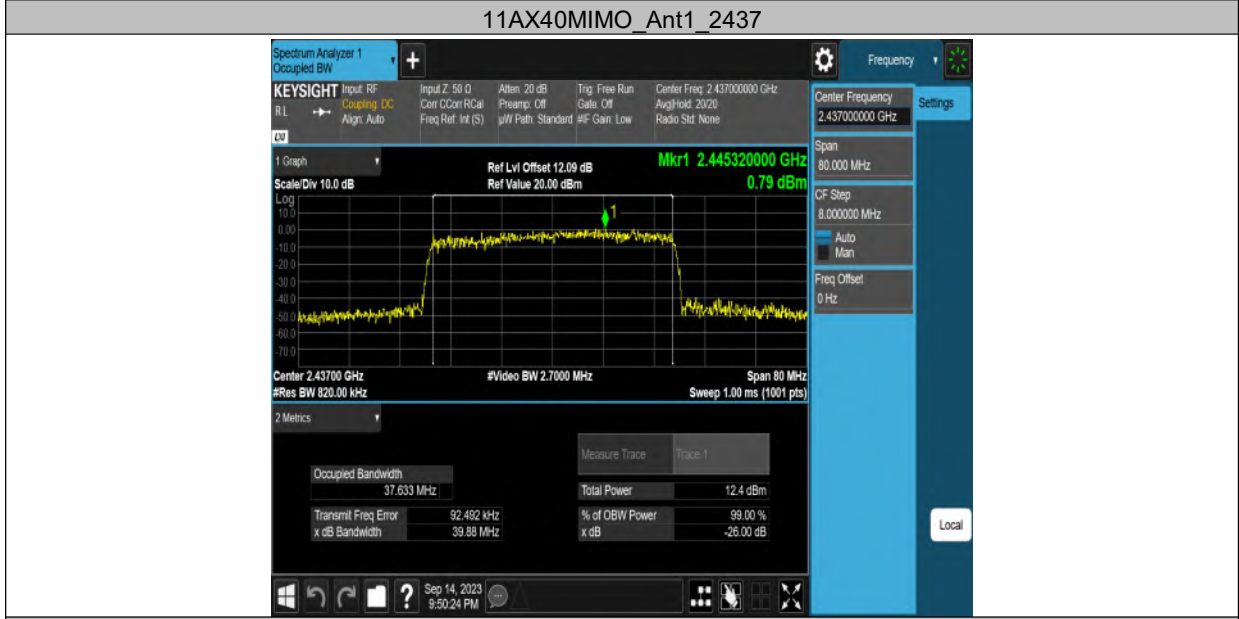 11AX40MIMO_Ant1_2437
Spectrum Analyzer 1
Occupied BW
+
Frequency
KEYSIGHT
R L
LXI
Input: RF
Coupling: DC
Align: Auto
Input Z: 50 Ω
Corr CCorr RCal
Freq Ref: Int (S)
Atten: 20 dB
Preamp: Off
µW Path: Standard
Trig: Free Run
Gate: Off
#IF Gain: Low
Center Freq: 2.437000000 GHz
Avg|Hold: 20/20
Radio Std: None
Center Frequency
2.437000000 GHz
Settings
Span
80.000 MHz
CF Step
8.000000 MHz
Auto
Man
Freq Offset
0 Hz
Local
1 Graph
Scale/Div 10.0 dB
Ref Lvl Offset 12.09 dB
Ref Value 20.00 dBm
Mkr1 2.445320000 GHz
0.79 dBm
Log
10.0
0.00
-10.0
-20.0
-30.0
-40.0
-50.0
-60.0
-70.0
1
Center 2.43700 GHz
#Res BW 820.00 kHz
#Video BW 2.7000 MHz
Span 80 MHz
Sweep 1.00 ms (1001 pts)
2 Metrics
Measure Trace Trace 1
Occupied Bandwidth
37.633 MHz
Total Power 12.4 dBm
Transmit Freq Error 92.492 kHz
% of OBW Power 99.00 %
x dB Bandwidth 39.88 MHz
x dB -26.00 dB
?
Sep 14, 2023
9:50:24 PM